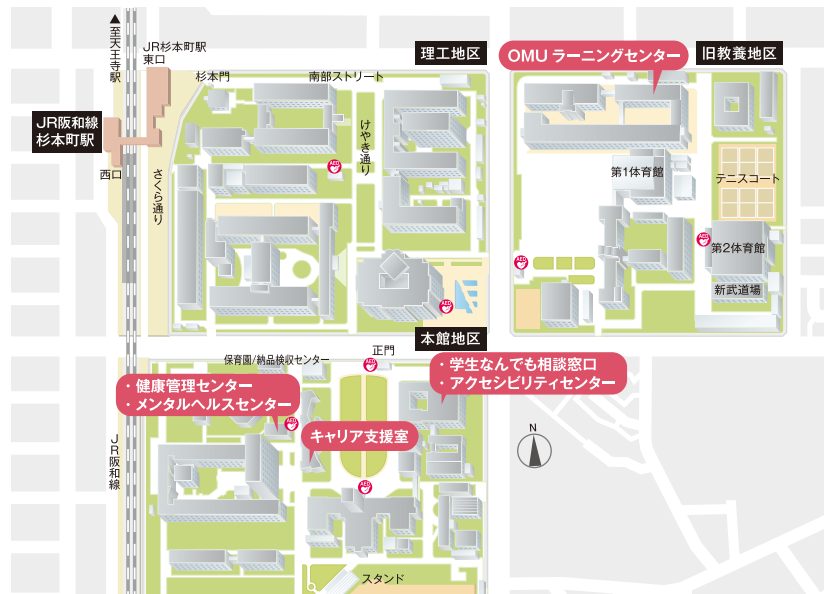 ▲至天王寺駅
JR杉本町駅
東口
JR阪和線
杉本町駅
西口
さくら通り
杉本門
南部ストリート
けやき通り
理工地区
OMU ラーニングセンター
旧教養地区
第1体育館
テニスコート
第2体育館
新武道場
AED
AED
AED
AED
本館地区
保育園/納品検収センター
正門
AED
・学生なんでも相談窓口
・アクセシビリティセンター
・健康管理センター
・メンタルヘルスセンター
AED
キャリア支援室
AED
JR阪和線
N
スタンド